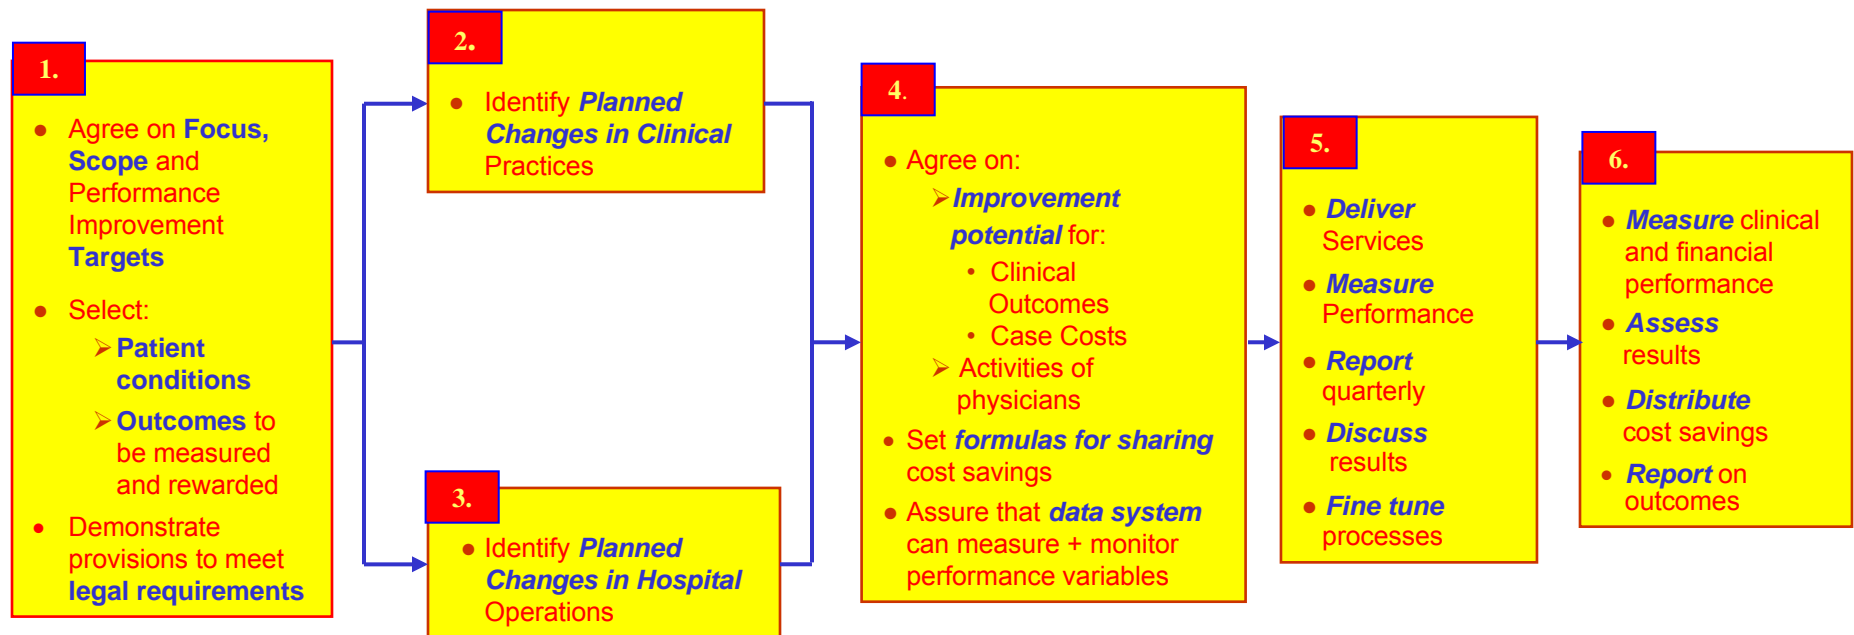 1.
● Agree on Focus,
Scope and
Performance
Improvement
Targets
● Select:
➢ Patient
conditions
➢ Outcomes to
be measured
and rewarded
● Demonstrate
provisions to meet
legal requirements
2.
● Identify Planned
Changes in Clinical
Practices
3.
● Identify Planned
Changes in Hospital
Operations
4.
● Agree on:
➢ Improvement
potential for:
• Clinical
Outcomes
• Case Costs
➢ Activities of
physicians
● Set formulas for sharing
cost savings
● Assure that data system
can measure + monitor
performance variables
5.
● Deliver
Services
● Measure
Performance
● Report
quarterly
● Discuss
results
● Fine tune
processes
6.
● Measure clinical
and financial
performance
● Assess
results
● Distribute
cost savings
● Report on
outcomes